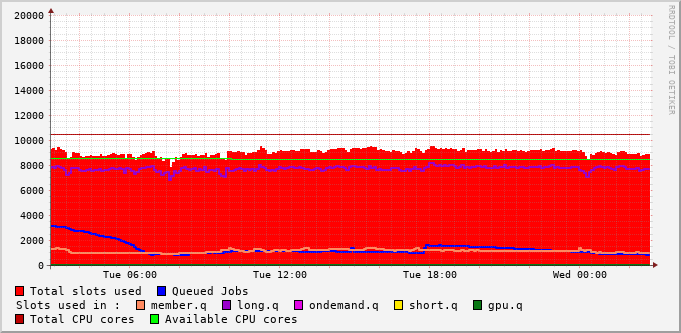 RRDTOOL / TOBI OETIKER
20000
18000
16000
14000
12000
10000
8000
6000
4000
2000
0
Tue 06:00 Tue 12:00 Tue 18:00 Wed 00:00
Total slots used Queued Jobs
Slots used in : member.q long.q ondemand.q short.q gpu.q
Total CPU cores Available CPU cores